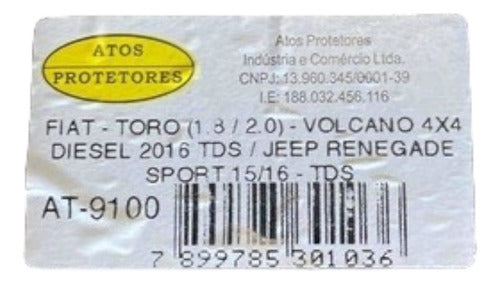 ATOS
PROTETORES
Atos Protetores
Indústria e Comércio Ltda.
CNPJ: 13.960.345/0001-39
I.E: 188.032.456.116
FIAT - TORO (1.8 / 2.0) - VOLCANO 4X4
DIESEL 2016 TDS / JEEP RENEGADE
SPORT 15/16 - TDS
AT-9100
7 899785 301036